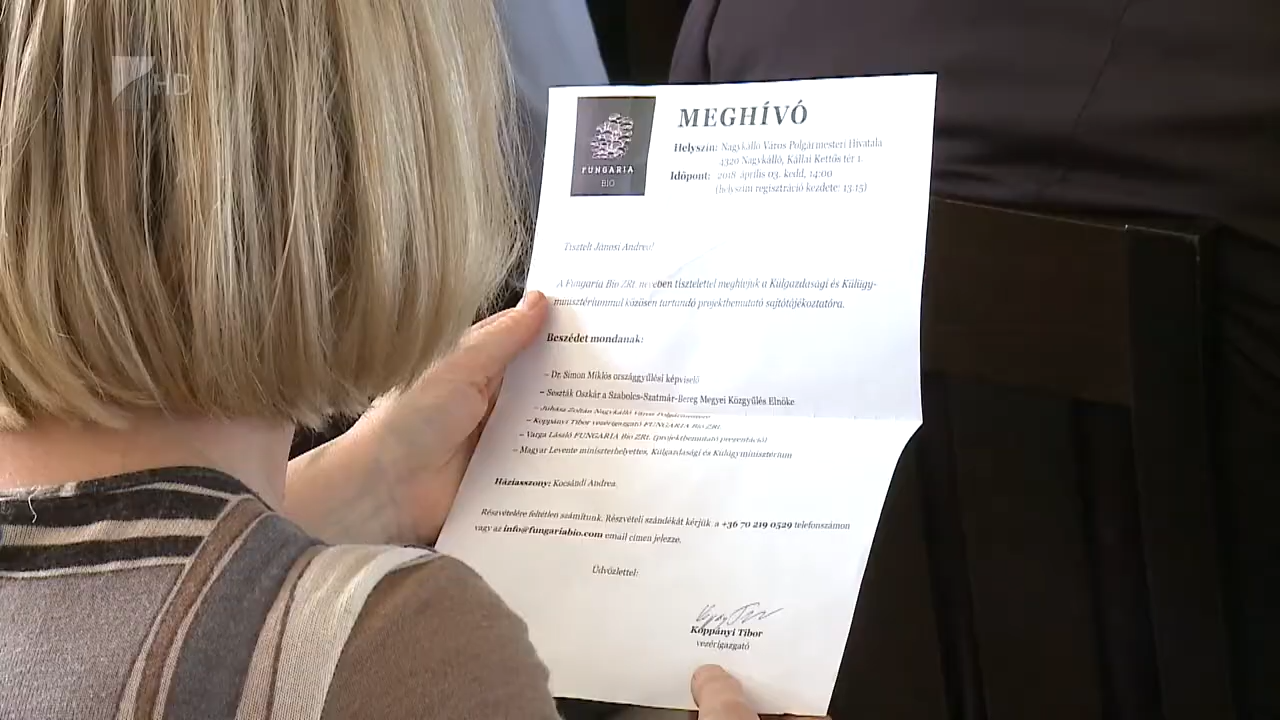 HD
FUNGARIA
BIO
MEGHÍVÓ
Helyszín: Nagykálló Város Polgármesteri Hivatala
4320 Nagykálló, Kállai Kettős tér 1.
Időpont: 2018. április 03. kedd, 14:00
(helyszíni regisztráció kezdete: 13:15)
Tisztelt Jánosi Andrea!
A Fungaria Bio ZRt. nevében tisztelettel meghívjuk a Külgazdasági és Külügy-
minisztériummal közösen tartandó projektbemutató sajtótájékoztatóra.
Beszédet mondanak:
– Dr. Simon Miklós országgyűlési képviselő
– Seszták Oszkár a Szabolcs-Szatmár-Bereg Megyei Közgyűlés Elnöke
– Juhász Zoltán Nagykálló Város Polgármestere
– Koppányi Tibor vezérigazgató FUNGARIA Bio ZRt.
– Varga László FUNGARIA Bio ZRt. (projektbemutató prezentáció)
– Magyar Levente miniszterhelyettes, Külgazdasági és Külügyminisztérium
Háziasszony: Kocsándi Andrea
Részvételére feltétlen számítunk. Részvételi szándékát kérjük a +36 70 219 0529 telefonszámon
vagy az info@fungariabio.com email címen jelezze.
Üdvözlettel:
Koppányi Tibor
vezérigazgató